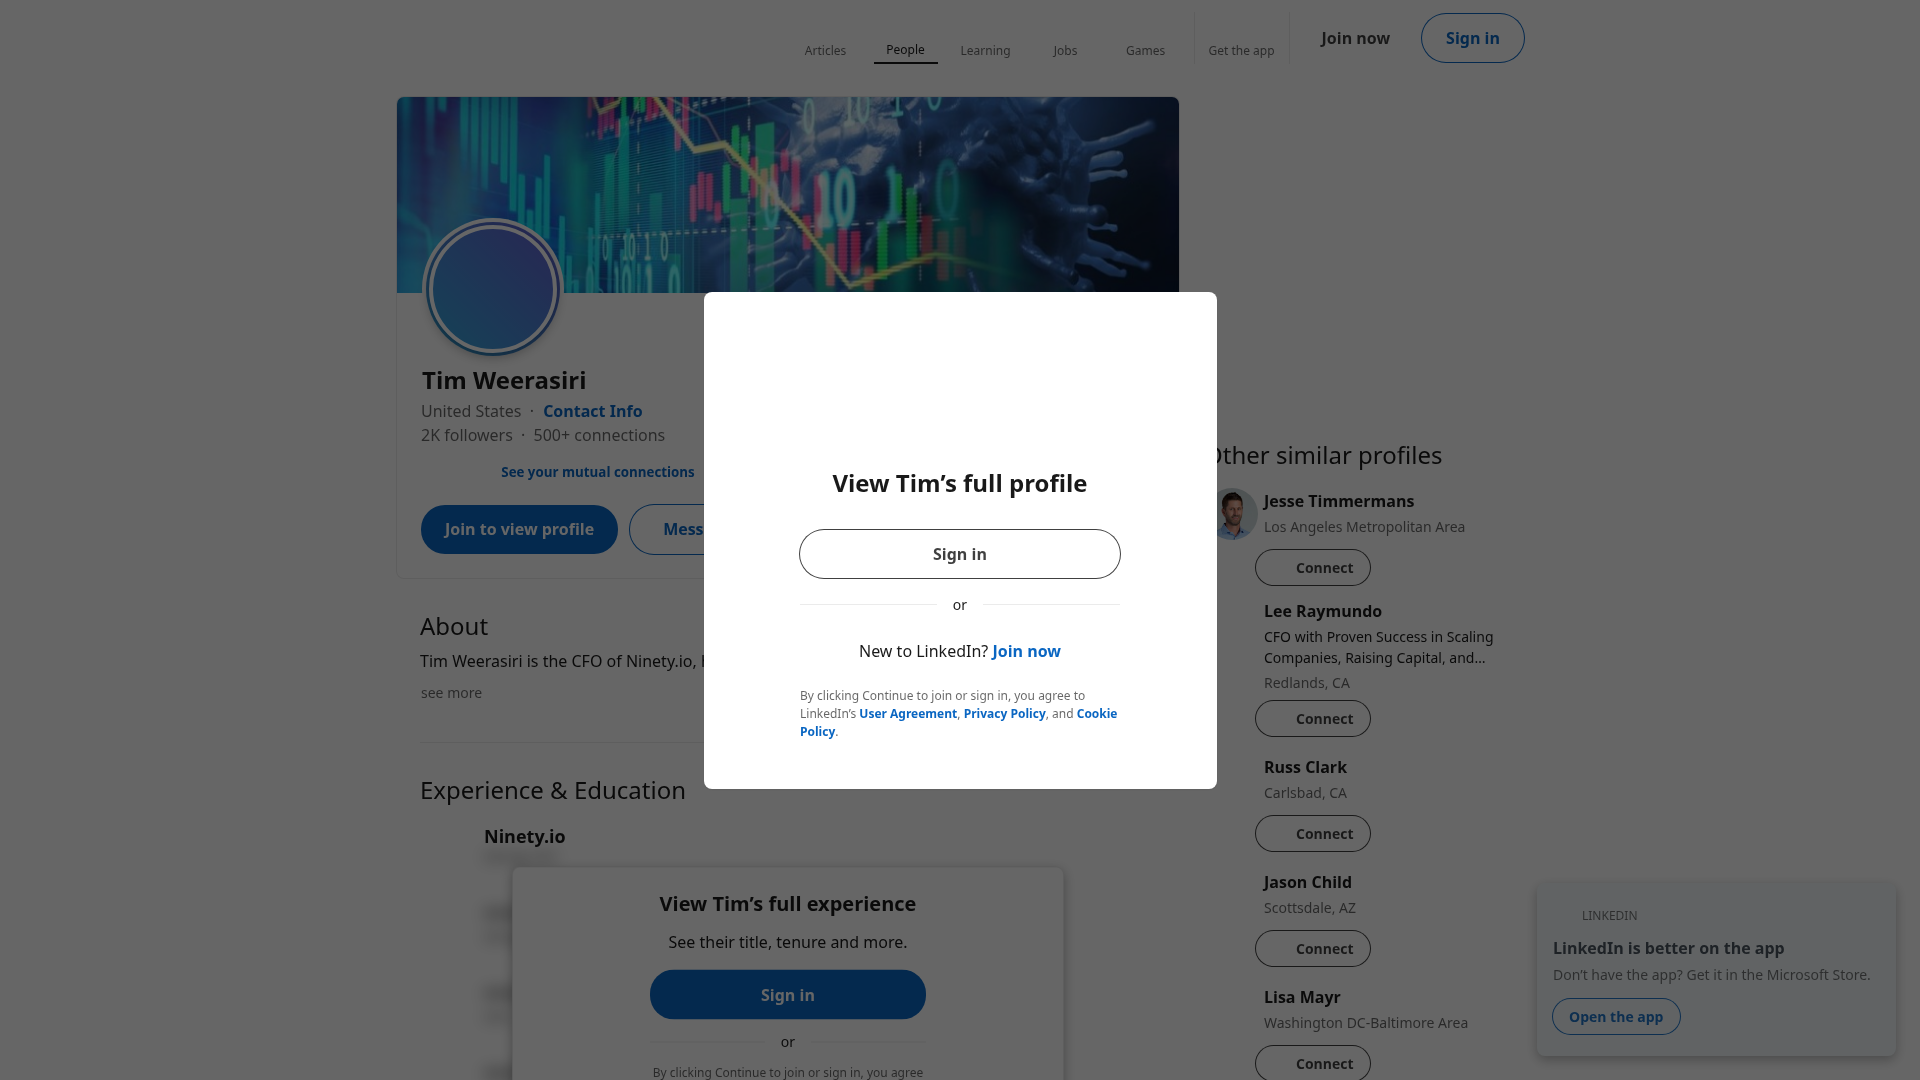 Articles
People
Learning
Jobs
Games
Get the app
Join now
Sign in
Tim Weerasiri
United States · Contact Info
2K followers · 500+ connections
See your mutual connections
Join to view profile
About
Tim Weerasiri is the CFO of Ninety.io,
see more
Experience & Education
Ninety.io
View Tim’s full experience
See their title, tenure and more.
Sign in
or
By clicking Continue to join or sign in, you agree
View Tim’s full profile
Sign in
or
New to LinkedIn? Join now
By clicking Continue to join or sign in, you agree to
LinkedIn’s User Agreement, Privacy Policy, and Cookie
Policy.
Other similar profiles
Jesse Timmermans
Los Angeles Metropolitan Area
Connect
Lee Raymundo
CFO with Proven Success in Scaling
Companies, Raising Capital, and…
Redlands, CA
Connect
Russ Clark
Carlsbad, CA
Connect
Jason Child
Scottsdale, AZ
Connect
Lisa Mayr
Washington DC-Baltimore Area
Connect
LINKEDIN
LinkedIn is better on the app
Don’t have the app? Get it in the Microsoft Store.
Open the app